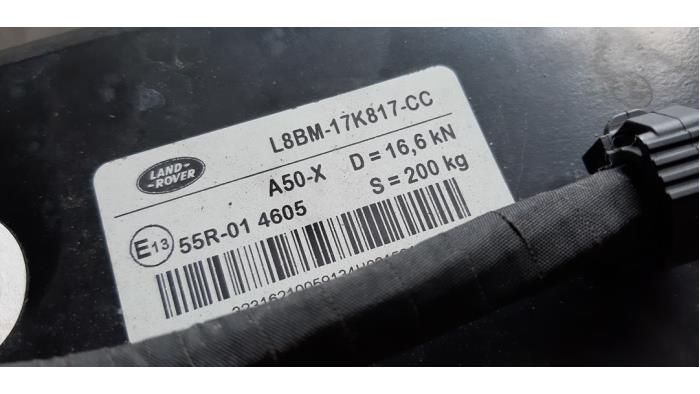 LAND-
-ROVER
L8BM-17K817-CC
A50-X D = 16,6 kN
S = 200 kg
E13 55R-01 4605